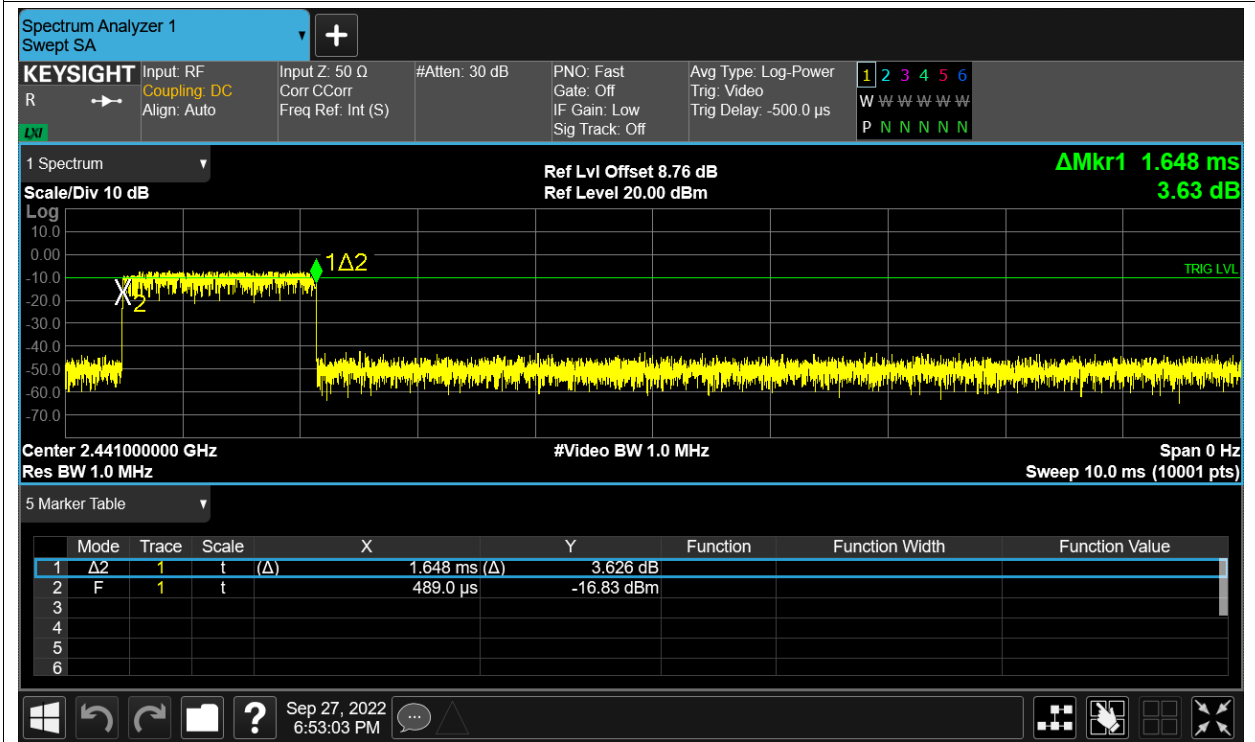 Spectrum Analyzer 1
Swept SA
KEYSIGHT Input: RF Input Z: 50 Ω #Atten: 30 dB PNO: Fast Avg Type: Log-Power 1 2 3 4 5 6
R Coupling: DC Corr CCorr Gate: Off Trig: Video W W W W W W
Align: Auto Freq Ref: Int (S) IF Gain: Low Trig Delay: -500.0 µs
LXI Sig Track: Off P N N N N N
1 Spectrum Ref Lvl Offset 8.76 dB ΔMkr1 1.648 ms
Scale/Div 10 dB Ref Level 20.00 dBm 3.63 dB
Log
10.0
0.00 1Δ2
-10.0 TRIG LVL
-20.0 X2
-30.0
-40.0
-50.0
-60.0
-70.0
Center 2.441000000 GHz #Video BW 1.0 MHz Span 0 Hz
Res BW 1.0 MHz Sweep 10.0 ms (10001 pts)
5 Marker Table
Mode Trace Scale X Y Function Function Width Function Value
1 Δ2 1 t (Δ) 1.648 ms (Δ) 3.626 dB
2 F 1 t 489.0 µs -16.83 dBm
3
4
5
6
? Sep 27, 2022
6:53:03 PM